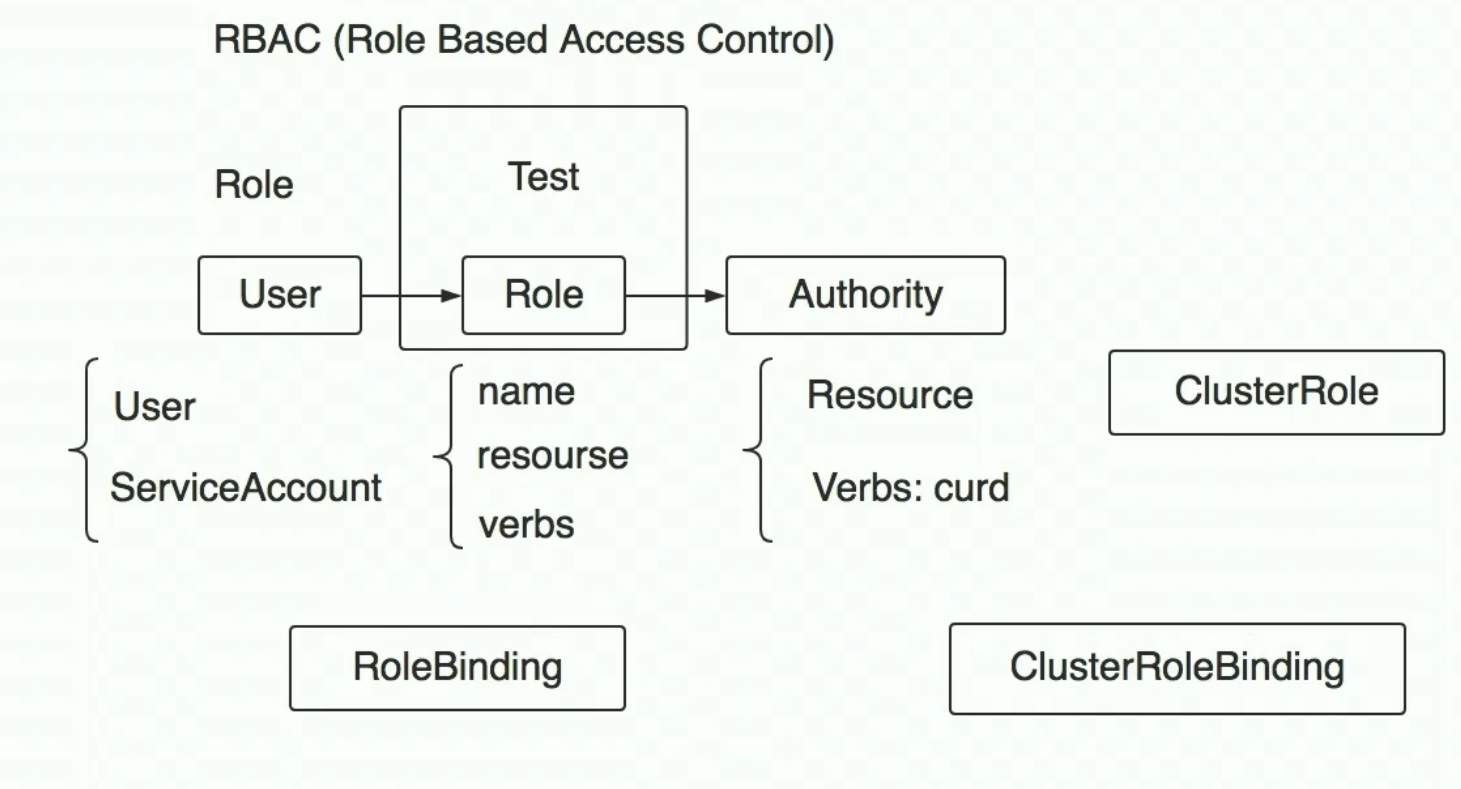 RBAC (Role Based Access Control)
Role
Test
User
Role
Authority
User
ServiceAccount
name
resourse
verbs
Resource
Verbs: curd
ClusterRole
RoleBinding
ClusterRoleBinding